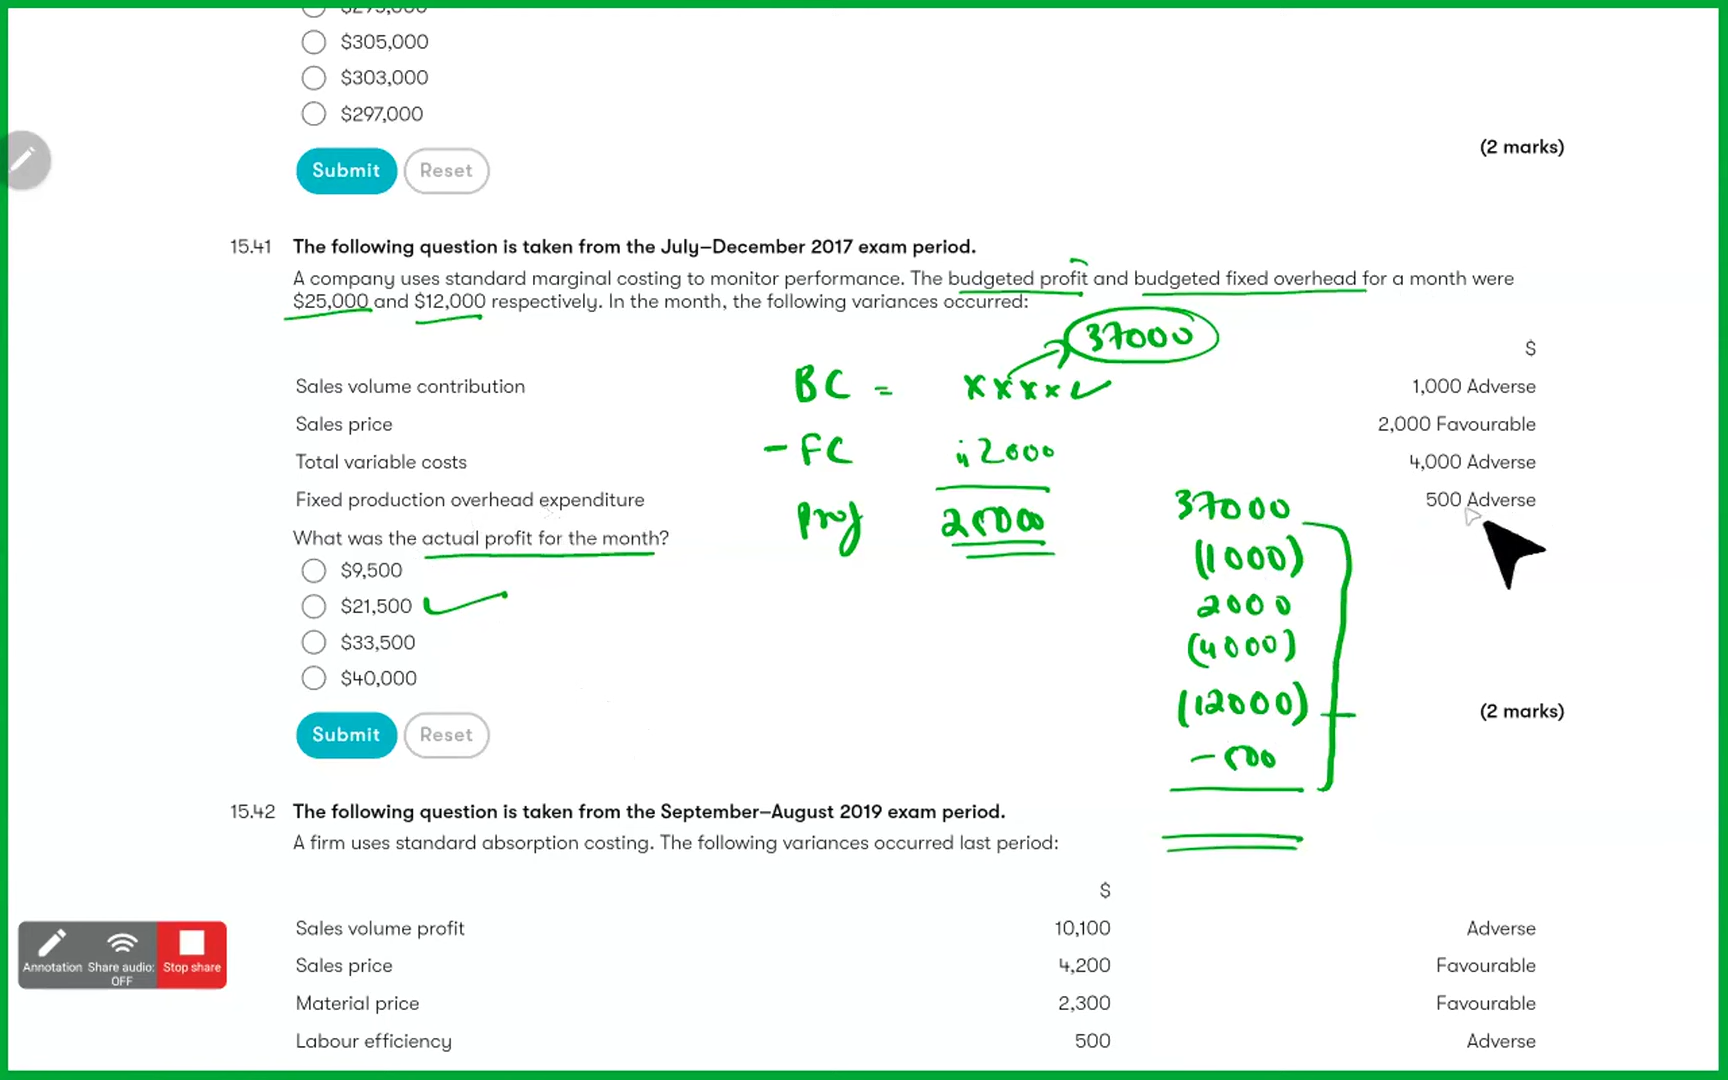 $305,000
$303,000
$297,000
(2 marks)
Submit Reset
15.41 The following question is taken from the July–December 2017 exam period.
A company uses standard marginal costing to monitor performance. The budgeted profit and budgeted fixed overhead for a month were
$25,000 and $12,000 respectively. In the month, the following variances occurred:
37000
$
Sales volume contribution BC = xxxx 1,000 Adverse
Sales price 2,000 Favourable
Total variable costs - FC 12000 4,000 Adverse
Fixed production overhead expenditure 500 Adverse
What was the actual profit for the month?
Prof 25000
37000
(1000)
2000
(4000)
(12000)
- 500
$9,500
$21,500
$33,500
$40,000
(2 marks)
Submit Reset
15.42 The following question is taken from the September–August 2019 exam period.
A firm uses standard absorption costing. The following variances occurred last period:
$
Sales volume profit 10,100 Adverse
Sales price 4,200 Favourable
Material price 2,300 Favourable
Labour efficiency 500 Adverse
Annotation Share audio: OFF Stop share